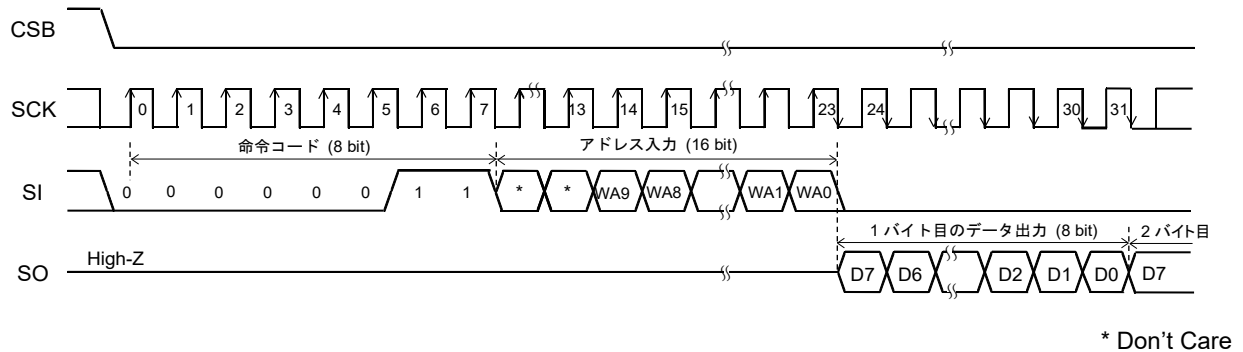 CSB
SCK 0 1 2 3 4 5 6 7 13 14 15 23 24 30 31
命令コード (8 bit) アドレス入力 (16 bit)
SI 0 0 0 0 0 0 1 1 * * WA9 WA8 WA1 WA0
1 バイト目のデータ出力 (8 bit) 2 バイト目
SO High-Z D7 D6 D2 D1 D0 D7
* Don't Care